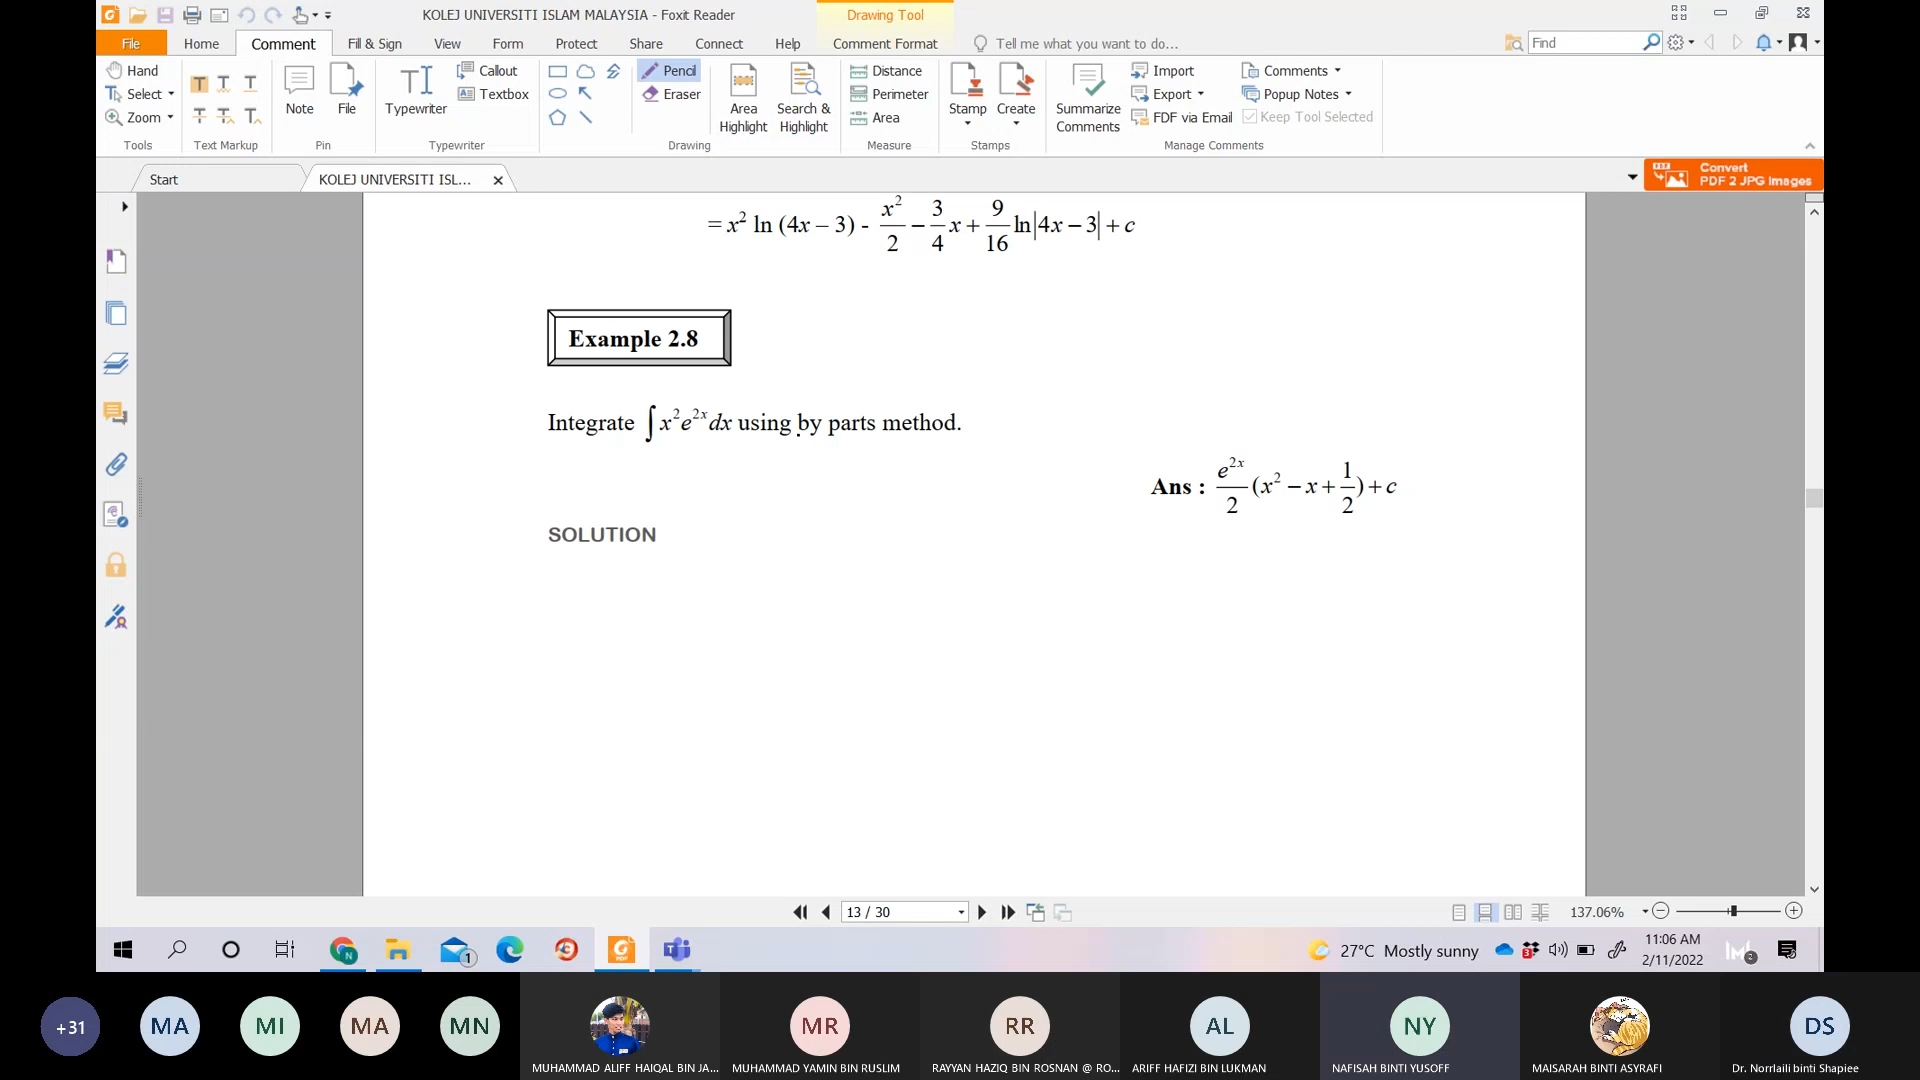 KOLEJ UNIVERSITI ISLAM MALAYSIA - Foxit Reader
Drawing Tool
File Home Comment Fill & Sign View Form Protect Share Connect Help Comment Format Tell me what you want to do... Find
Hand
Select
Zoom
Tools
Text Markup
Note
File
Pin
Typewriter
Callout
Textbox
Typewriter
Pencil
Eraser
Area Highlight
Search & Highlight
Drawing
Distance
Perimeter
Area
Measure
Stamp
Create
Stamps
Summarize Comments
Import
Export
FDF via Email
Comments
Popup Notes
Keep Tool Selected
Manage Comments
Start
KOLEJ UNIVERSITI ISL...
Convert
PDF 2 JPG Images
= x² ln (4x – 3) - x²/2 − 3/4 x + 9/16 ln|4x − 3| + c
Example 2.8
Integrate ∫ x²e²ˣ dx using by parts method.
Ans : e²ˣ/2 (x² − x + 1/2) + c
SOLUTION
13 / 30
137.06%
1
27°C Mostly sunny
3
11:06 AM
2/11/2022
2
+31
MA
MI
MA
MN
MUHAMMAD ALIFF HAIQAL BIN JA...
MR
MUHAMMAD YAMIN BIN RUSLIM
RR
RAYYAN HAZIQ BIN ROSNAN @ RO...
AL
ARIFF HAFIZI BIN LUKMAN
NY
NAFISAH BINTI YUSOFF
MAISARAH BINTI ASYRAFI
DS
Dr. Norrlaili binti Shapiee